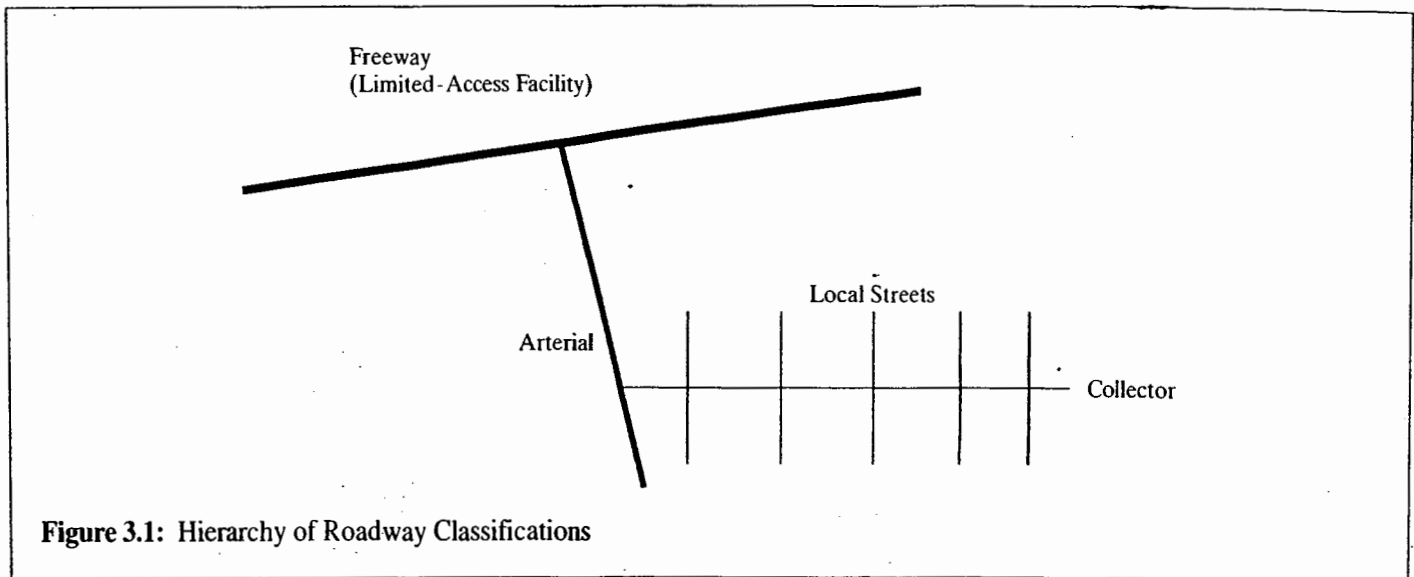 Freeway
(Limited-Access Facility)
Local Streets
Arterial
Collector
Figure 3.1: Hierarchy of Roadway Classifications